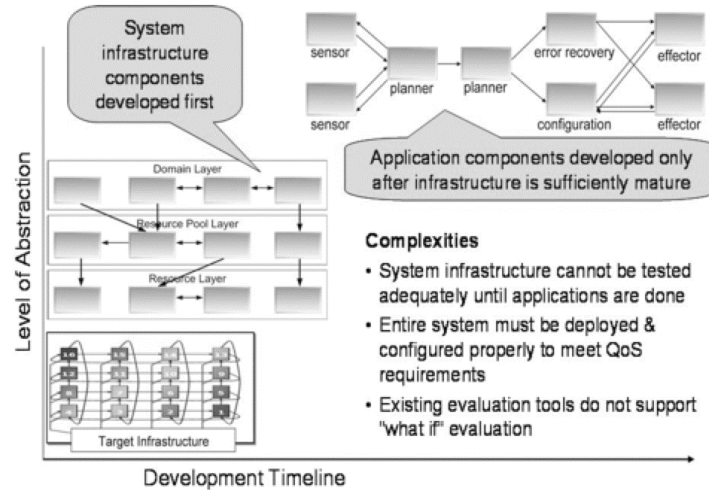 System
infrastructure
components
developed first
sensor
sensor
planner
planner
error recovery
configuration
effector
effector
Application components developed only
after infrastructure is sufficiently mature
Level of Abstraction
Domain Layer
Resource Pool Layer
Resource Layer
Target Infrastructure
Complexities
• System infrastructure cannot be tested
adequately until applications are done
• Entire system must be deployed &
configured properly to meet QoS
requirements
• Existing evaluation tools do not support
"what if" evaluation
Development Timeline